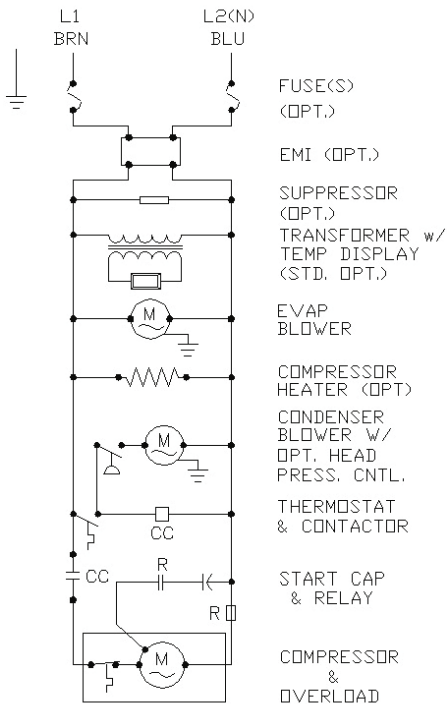 L1
BRN
L2(N)
BLU
FUSE(S)
(OPT.)
EMI (OPT.)
SUPPRESSOR
(OPT.)
TRANSFORMER w/
TEMP DISPLAY
(STD. OPT.)
M
EVAP
BLOWER
COMPRESSOR
HEATER (OPT)
CONDENSER
BLOWER W/
OPT. HEAD
PRESS. CNTL.
M
THERMOSTAT
& CONTACTOR
CC
CC
R
START CAP
& RELAY
R
M
COMPRESSOR
&
OVERLOAD